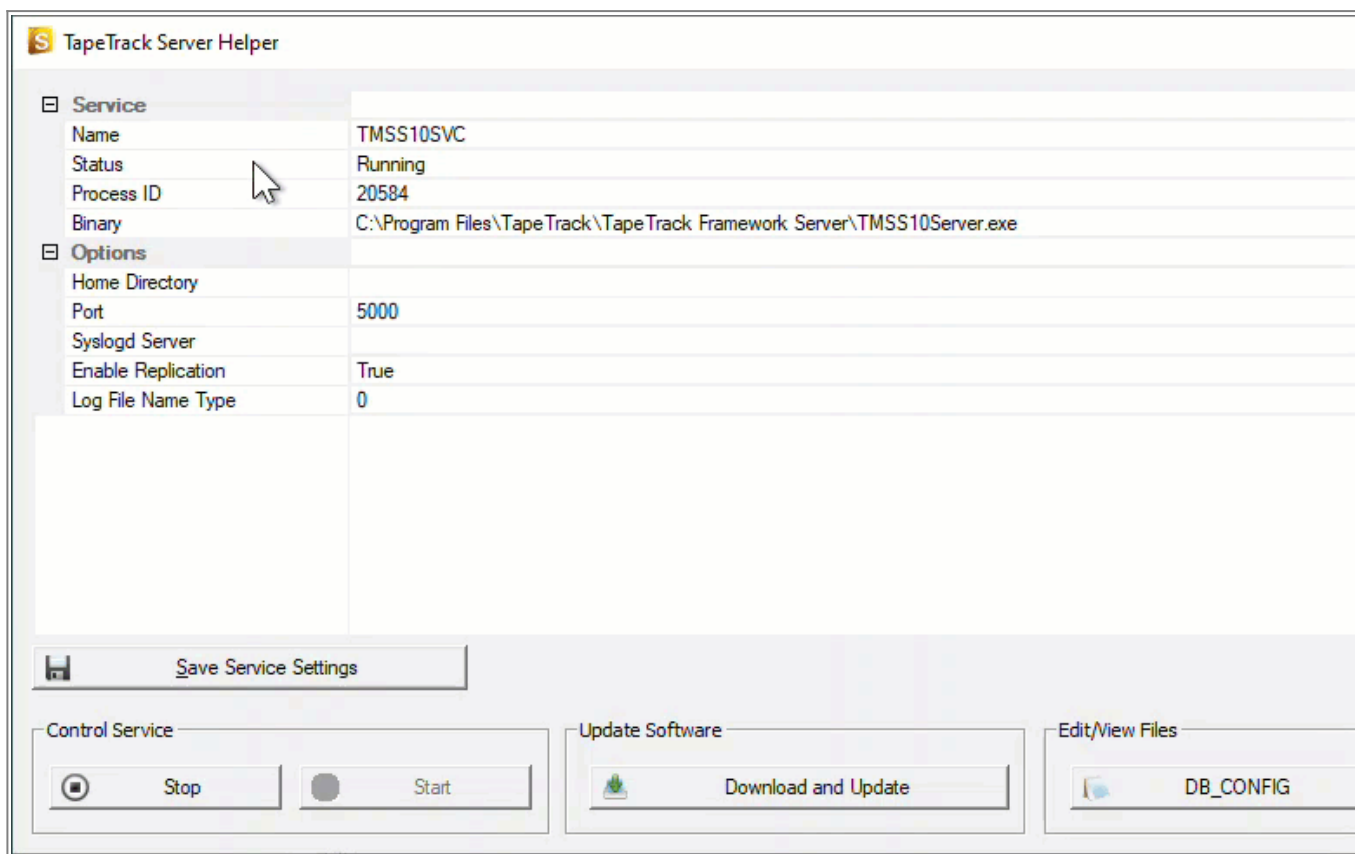 TapeTrack Server Helper
Service
Name TMSS10SVC
Status Running
Process ID 20584
Binary C:\Program Files\TapeTrack\TapeTrack Framework Server\TMSS10Server.exe
Options
Home Directory
Port 5000
Syslogd Server
Enable Replication True
Log File Name Type 0
Save Service Settings
Control Service Update Software Edit/View Files
Stop Start Download and Update DB_CONFIG